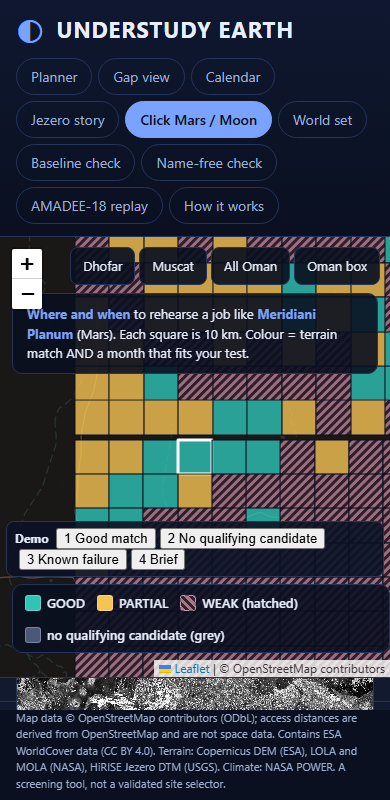 UNDERSTUDY EARTH
Planner
Gap view
Calendar
Jezero story
Click Mars / Moon
World set
Baseline check
Name-free check
AMADEE-18 replay
How it works
+
−
Dhofar
Muscat
All Oman
Oman box
Where and when to rehearse a job like Meridiani
Planum (Mars). Each square is 10 km. Colour = terrain
match AND a month that fits your test.
Demo
1 Good match
2 No qualifying candidate
3 Known failure
4 Brief
GOOD
PARTIAL
WEAK (hatched)
no qualifying candidate (grey)
Leaflet | © OpenStreetMap contributors
Map data © OpenStreetMap contributors (ODbL); access distances are
derived from OpenStreetMap and are not space data. Contains ESA
WorldCover data (CC BY 4.0). Terrain: Copernicus DEM (ESA), LOLA and
MOLA (NASA), HiRISE Jezero DTM (USGS). Climate: NASA POWER. A
screening tool, not a validated site selector.